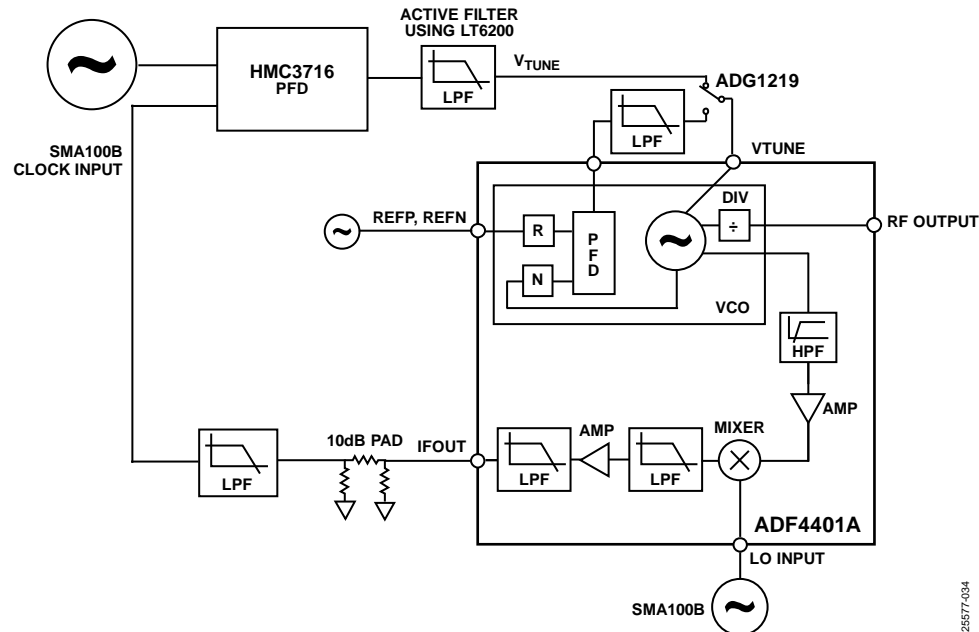 ACTIVE FILTER
USING LT6200
HMC3716
PFD
LPF
VTUNE
ADG1219
LPF
SMA100B
CLOCK INPUT
VTUNE
REFP, REFN
R
N
PFD
DIV
÷
VCO
RF OUTPUT
HPF
AMP
LPF
10dB PAD
IFOUT
LPF
AMP
LPF
MIXER
ADF4401A
LO INPUT
SMA100B
25577-034